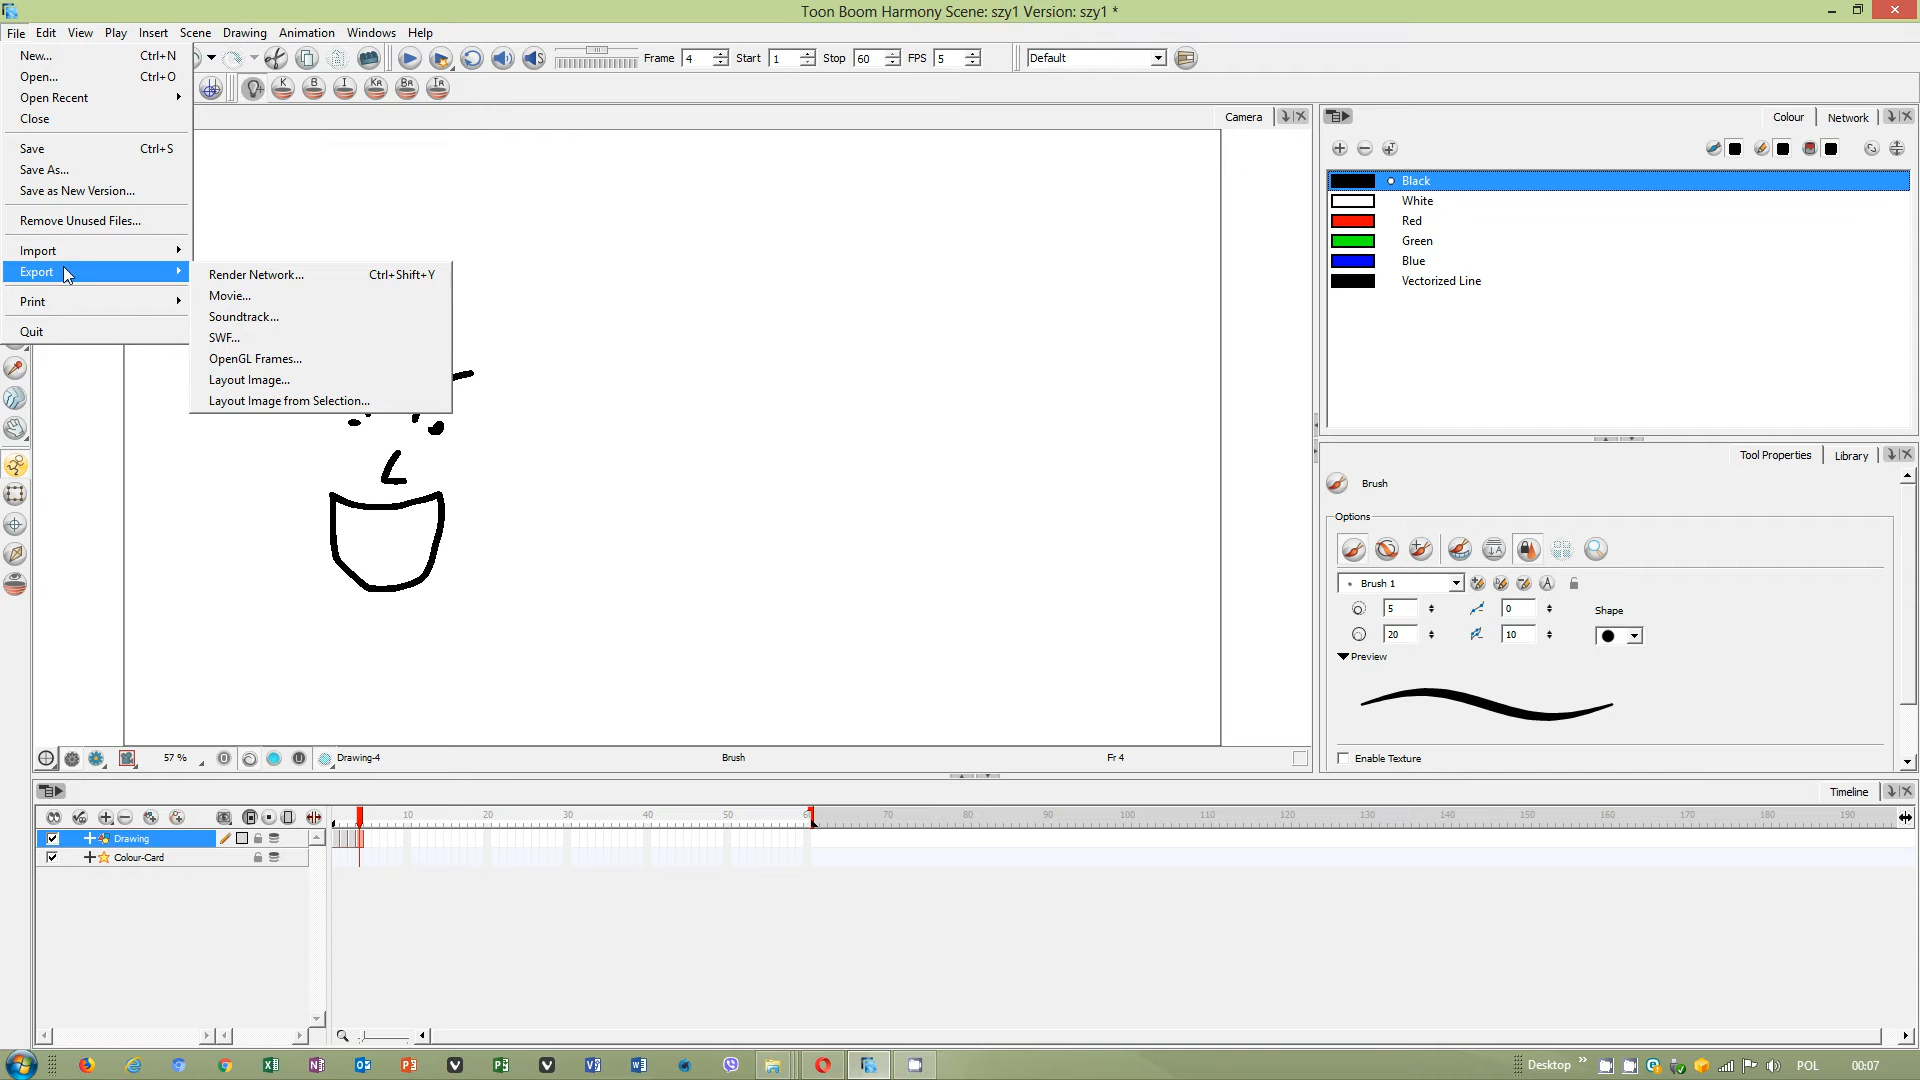 Toon Boom Harmony Scene: szy1 Version: szy1 *
File Edit View Play Insert Scene Drawing Animation Windows Help
New... Ctrl+N
Open... Ctrl+O
Open Recent
Close
Save Ctrl+S
Save As...
Save as New Version...
Remove Unused Files...
Import
Export
Print
Quit
Render Network... Ctrl+Shift+Y
Movie...
Soundtrack...
SWF...
OpenGL Frames...
Layout Image...
Layout Image from Selection...
Frame 4 Start 1 Stop 60 FPS 5 Default
K B I KR BR IR
Camera
Colour Network
Black
White
Red
Green
Blue
Vectorized Line
Tool Properties Library
Brush
Options
Brush 1
5 0 Shape
20 10
Preview
Enable Texture
57 % Drawing-4 Brush Fr 4
Timeline
10 20 30 40 50 60 70 80 90 100 110 120 130 140 150 160 170 180 190
Drawing
Colour-Card
Desktop POL 00:07